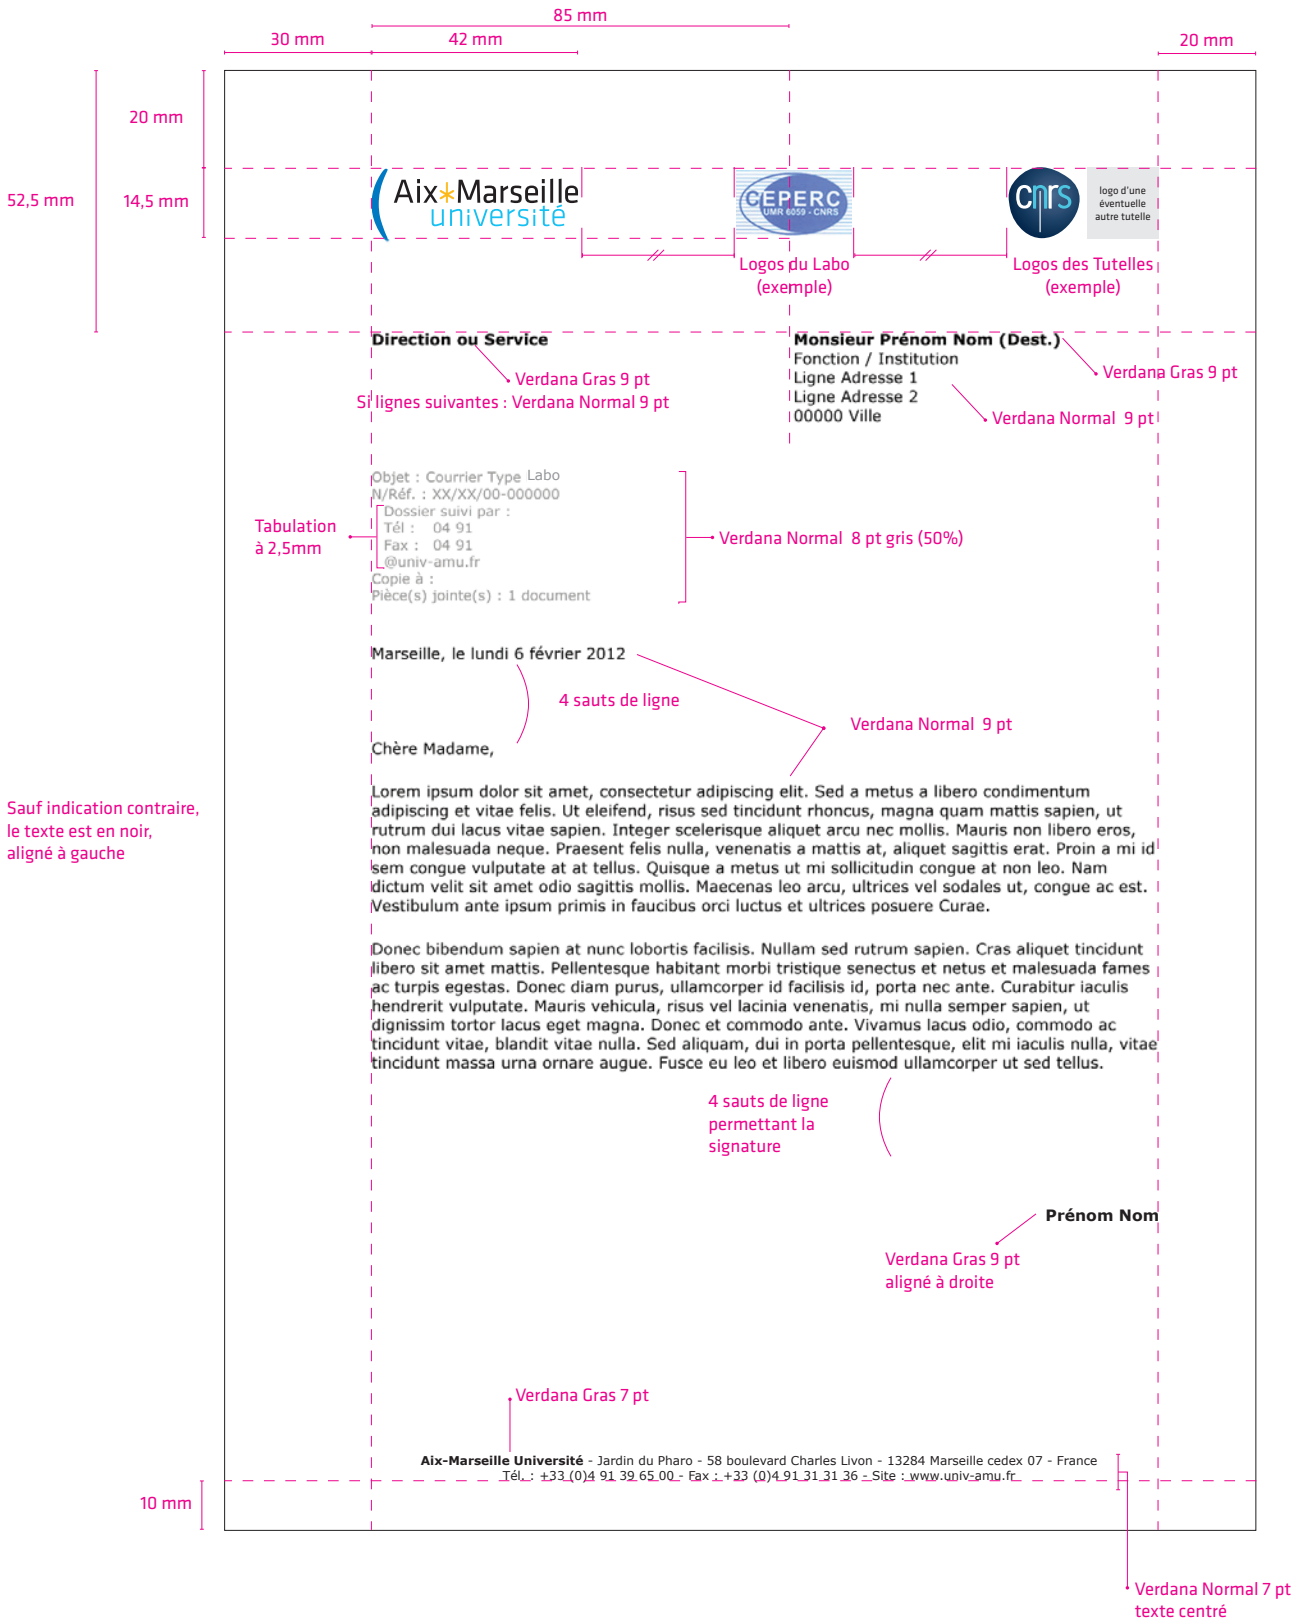 85 mm
30 mm
42 mm
20 mm
20 mm
52,5 mm
14,5 mm
Aix*Marseille
université
CEPERC
UMR 6059 - CNRS
cnrs
logo d'une
éventuelle
autre tutelle
Logos du Labo
(exemple)
Logos des Tutelles
(exemple)
Direction ou Service
Verdana Gras 9 pt
Si lignes suivantes : Verdana Normal 9 pt
Monsieur Prénom Nom (Dest.)
Fonction / Institution
Ligne Adresse 1
Ligne Adresse 2
00000 Ville
Verdana Gras 9 pt
Verdana Normal 9 pt
Objet : Courrier Type Labo
N/Réf. : XX/XX/00-000000
Dossier suivi par :
Tél : 04 91
Fax : 04 91
@univ-amu.fr
Copie à :
Pièce(s) jointe(s) : 1 document
Tabulation
à 2,5mm
Verdana Normal 8 pt gris (50%)
Marseille, le lundi 6 février 2012
4 sauts de ligne
Verdana Normal 9 pt
Chère Madame,
Sauf indication contraire,
le texte est en noir,
aligné à gauche
Lorem ipsum dolor sit amet, consectetur adipiscing elit. Sed a metus a libero condimentum
adipiscing et vitae felis. Ut eleifend, risus sed tincidunt rhoncus, magna quam mattis sapien, ut
rutrum dui lacus vitae sapien. Integer scelerisque aliquet arcu nec mollis. Mauris non libero eros,
non malesuada neque. Praesent felis nulla, venenatis a mattis at, aliquet sagittis erat. Proin a mi id
sem congue vulputate at at tellus. Quisque a metus ut mi sollicitudin congue at non leo. Nam
dictum velit sit amet odio sagittis mollis. Maecenas leo arcu, ultrices vel sodales ut, congue ac est.
Vestibulum ante ipsum primis in faucibus orci luctus et ultrices posuere Curae.
Donec bibendum sapien at nunc lobortis facilisis. Nullam sed rutrum sapien. Cras aliquet tincidunt
libero sit amet mattis. Pellentesque habitant morbi tristique senectus et netus et malesuada fames
ac turpis egestas. Donec diam purus, ullamcorper id facilisis id, porta nec ante. Curabitur iaculis
hendrerit vulputate. Mauris vehicula, risus vel lacinia venenatis, mi nulla semper sapien, ut
dignissim tortor lacus eget magna. Donec et commodo ante. Vivamus lacus odio, commodo ac
tincidunt vitae, blandit vitae nulla. Sed aliquam, dui in porta pellentesque, elit mi iaculis nulla, vitae
tincidunt massa urna ornare augue. Fusce eu leo et libero euismod ullamcorper ut sed tellus.
4 sauts de ligne
permettant la
signature
Prénom Nom
Verdana Gras 9 pt
aligné à droite
Verdana Gras 7 pt
Aix-Marseille Université - Jardin du Pharo - 58 boulevard Charles Livon - 13284 Marseille cedex 07 - France
Tél. : +33 (0)4 91 39 65 00 - Fax : +33 (0)4 91 31 31 36 - Site : www.univ-amu.fr
10 mm
Verdana Normal 7 pt
texte centré